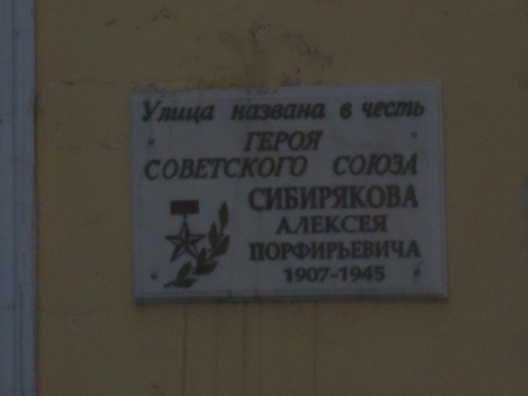 Улица названа в честь
ГЕРОЯ
СОВЕТСКОГО СОЮЗА
СИБИРЯКОВА
АЛЕКСЕЯ
ПОРФИРЬЕВИЧА
1907-1945